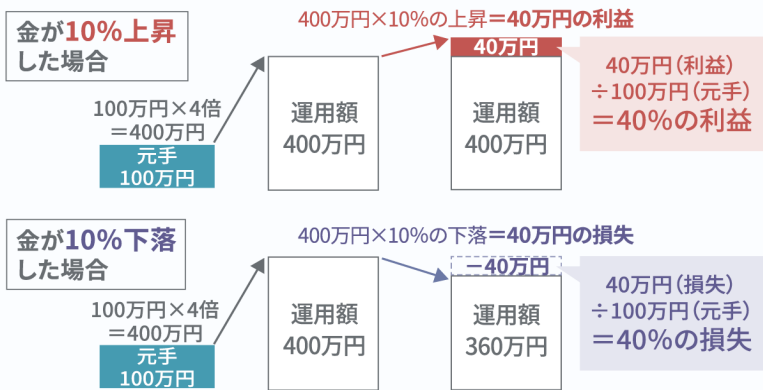 金が10%上昇
した場合
400万円×10%の上昇=40万円の利益
100万円×4倍
=400万円
元手
100万円
運用額
400万円
40万円
運用額
400万円
40万円(利益)
÷100万円(元手)
=40%の利益
金が10%下落
した場合
400万円×10%の下落=40万円の損失
100万円×4倍
=400万円
元手
100万円
運用額
400万円
−40万円
運用額
360万円
40万円(損失)
÷100万円(元手)
=40%の損失